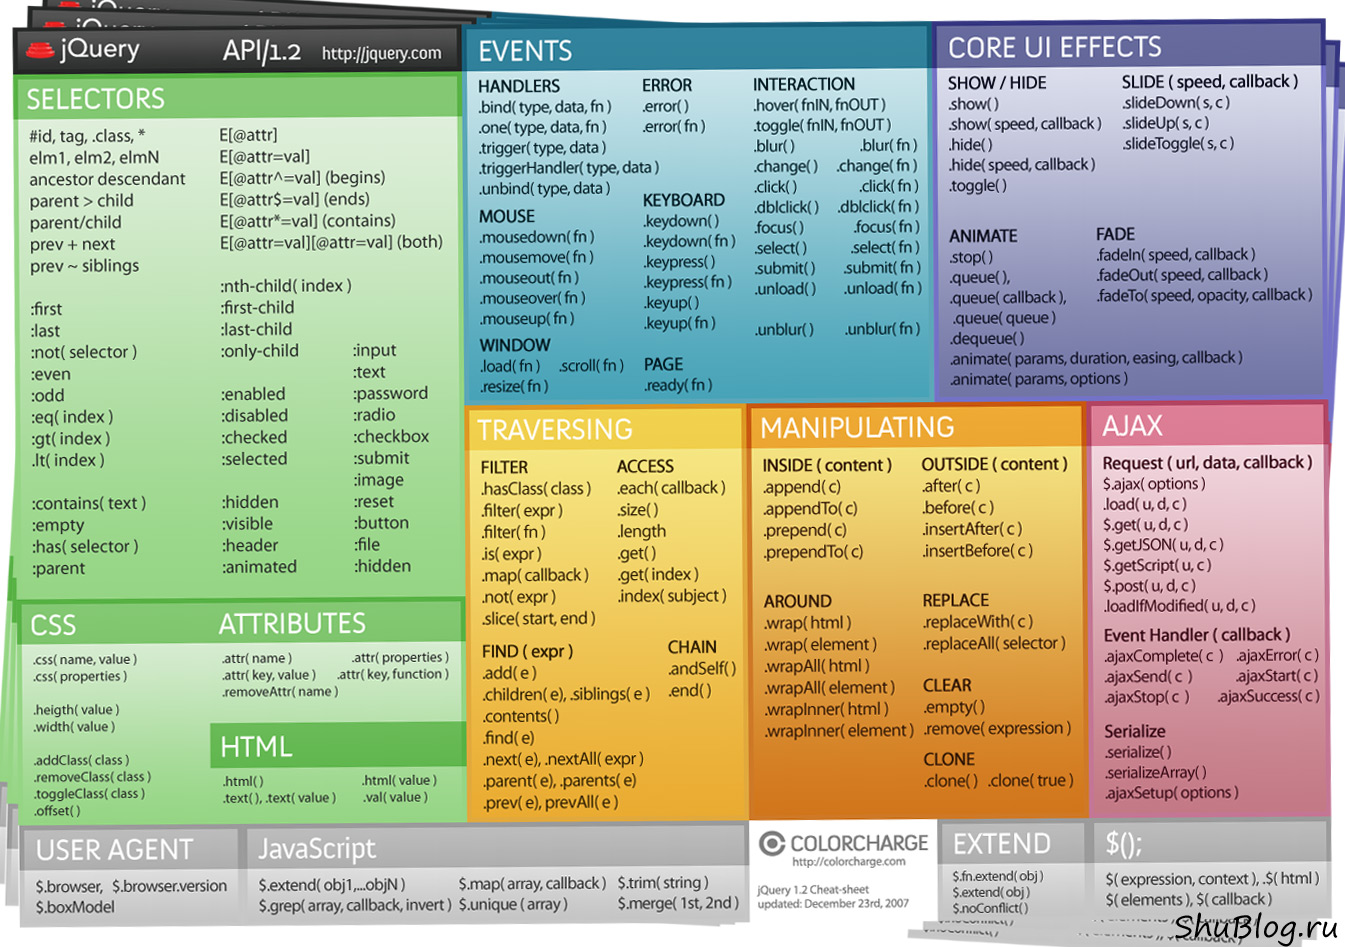 jQuery API/1.2 http://jquery.com
SELECTORS
#id, tag, .class, *
elm1, elm2, elmN
ancestor descendant
parent > child
parent/child
prev + next
prev ~ siblings
:first
:last
:not( selector )
:even
:odd
:eq( index )
:gt( index )
.lt( index )
:contains( text )
:empty
:has( selector )
:parent
E[@attr]
E[@attr=val]
E[@attr^=val] (begins)
E[@attr$=val] (ends)
E[@attr*=val] (contains)
E[@attr=val][@attr=val] (both)
:nth-child( index )
:first-child
:last-child
:only-child
:enabled
:disabled
:checked
:selected
:hidden
:visible
:header
:animated
:input
:text
:password
:radio
:checkbox
:submit
:image
:reset
:button
:file
:hidden
CSS
.css( name, value )
.css( properties )
.heigth( value )
.width( value )
.addClass( class )
.removeClass( class )
.toggleClass( class )
.offset( )
ATTRIBUTES
.attr( name ) .attr( properties )
.attr( key, value ) .attr( key, function )
.removeAttr( name )
HTML
.html( ) .html( value )
.text( ), .text( value ) .val( value )
EVENTS
HANDLERS
.bind( type, data, fn )
.one( type, data, fn )
.trigger( type, data )
.triggerHandler( type, data )
.unbind( type, data )
MOUSE
.mousedown( fn )
.mousemove( fn )
.mouseout( fn )
.mouseover( fn )
.mouseup( fn )
WINDOW
.load( fn ) .scroll( fn )
.resize( fn )
ERROR
.error( )
.error( fn )
KEYBOARD
.keydown( )
.keydown( fn )
.keypress( )
.keypress( fn )
.keyup( )
.keyup( fn )
PAGE
.ready( fn )
INTERACTION
.hover( fnIN, fnOUT )
.toggle( fnIN, fnOUT )
.blur( ) .blur( fn )
.change( ) .change( fn )
.click( ) .click( fn )
.dblclick( ) .dblclick( fn )
.focus( ) .focus( fn )
.select( ) .select( fn )
.submit( ) .submit( fn )
.unload( ) .unload( fn )
.unblur( ) .unblur( fn )
CORE UI EFFECTS
SHOW / HIDE
.show( )
.show( speed, callback )
.hide( )
.hide( speed, callback )
.toggle( )
SLIDE ( speed, callback )
.slideDown( s, c )
.slideUp( s, c )
.slideToggle( s, c )
ANIMATE
.stop( )
.queue( ),
.queue( callback ),
.queue( queue )
.dequeue( )
.animate( params, duration, easing, callback )
.animate( params, options )
FADE
.fadeIn( speed, callback )
.fadeOut( speed, callback )
.fadeTo( speed, opacity, callback )
TRAVERSING
FILTER
.hasClass( class )
.filter( expr )
.filter( fn )
.is( expr )
.map( callback )
.not( expr )
.slice( start, end )
FIND ( expr )
.add( e )
.children( e), .siblings( e )
.contents( )
.find( e)
.next( e), .nextAll( expr )
.parent( e), .parents( e)
.prev( e), prevAll( e )
ACCESS
.each( callback )
.size( )
.length
.get( )
.get( index )
.index( subject )
CHAIN
.andSelf( )
.end( )
MANIPULATING
INSIDE ( content )
.append( c)
.appendTo( c)
.prepend( c)
.prependTo( c)
AROUND
.wrap( html )
.wrap( element )
.wrapAll( html )
.wrapAll( element )
.wrapInner( html )
.wrapInner( element )
OUTSIDE ( content )
.after( c )
.before( c )
.insertAfter( c )
.insertBefore( c )
REPLACE
.replaceWith( c )
.replaceAll( selector )
CLEAR
.empty( )
.remove( expression )
CLONE
.clone( ) .clone( true )
AJAX
Request ( url, data, callback )
$.ajax( options )
.load( u, d, c )
$.get( u, d, c )
$.getJSON( u, d, c )
$.getScript( u, c )
$.post( u, d, c )
.loadIfModified( u, d, c )
Event Handler ( callback )
.ajaxComplete( c ) .ajaxError( c )
.ajaxSend( c ) .ajaxStart( c )
.ajaxStop( c ) .ajaxSuccess( c )
Serialize
.serialize( )
.serializeArray( )
.ajaxSetup( options )
USER AGENT
$.browser, $.browser.version
$.boxModel
JavaScript
$.extend( obj1,...objN ) $.map( array, callback ) $.trim( string )
$.grep( array, callback, invert ) $.unique ( array ) $.merge( 1st, 2nd )
COLORCHARGE
http://colorcharge.com
jQuery 1.2 Cheat-sheet
updated: December 23rd, 2007
EXTEND
$.fn.extend( obj )
$.extend( obj )
$.noConflict( )
$();
$( expression, context ), .$( html )
$( elements ), $( callback )
ShuBlog.ru